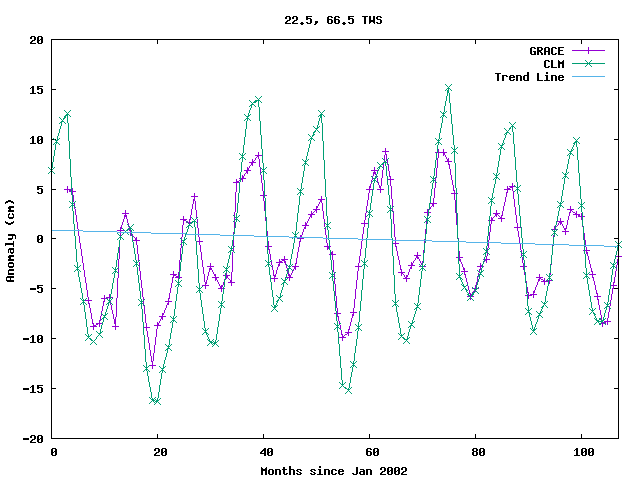 22.5, 66.5 TWS
GRACE
CLM
Trend Line
20
15
10
5
0
-5
-10
-15
-20
Anomaly (cm)
0 20 40 60 80 100
Months since Jan 2002